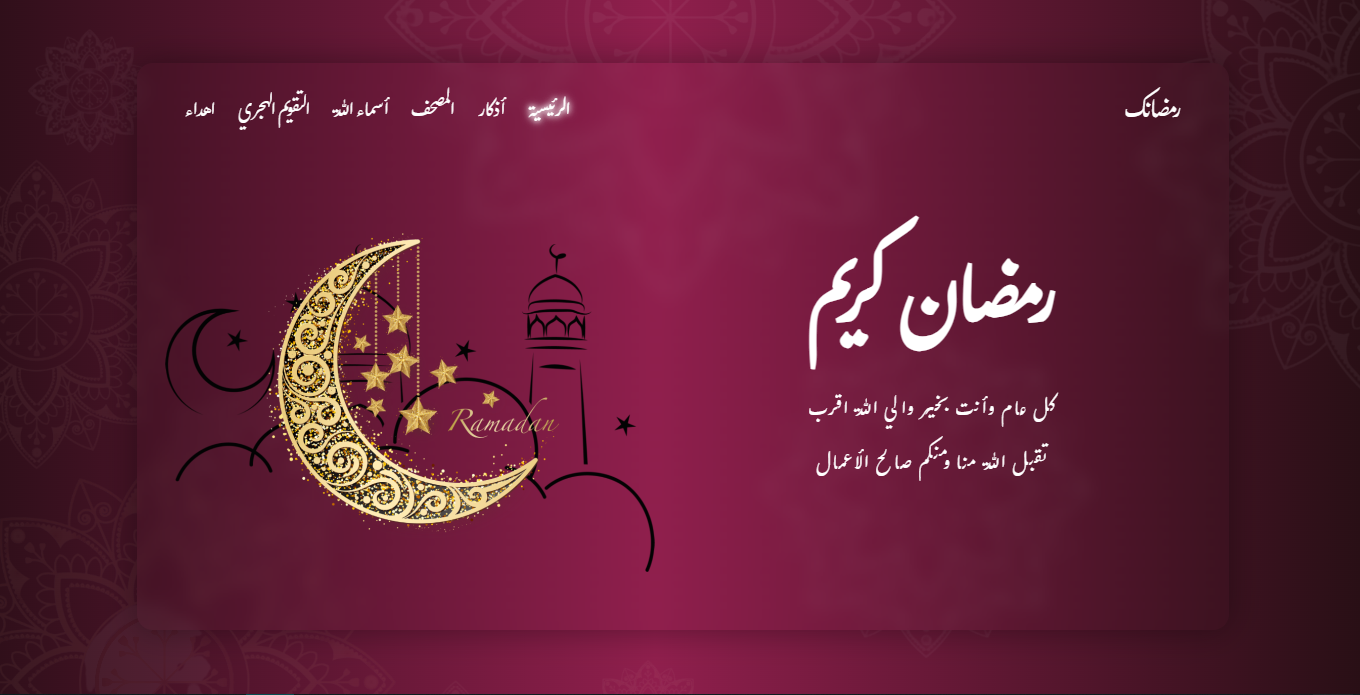 رمضانك
الرئيسية أذكار المصحف أسماء الله التقويم الهجري اهداء
رمضان كريم
كل عام وأنت بخير والي الله اقرب
تقبل الله منا ومنكم صالح الأعمال
Ramadan